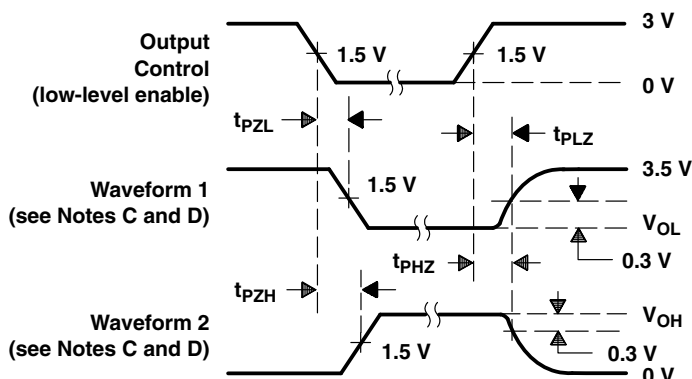 3 V
Output
Control
(low-level enable)
1.5 V
1.5 V
0 V
tPZL
tPLZ
Waveform 1
(see Notes C and D)
1.5 V
3.5 V
VOL
0.3 V
tPHZ
tPZH
Waveform 2
(see Notes C and D)
1.5 V
VOH
0.3 V
0 V